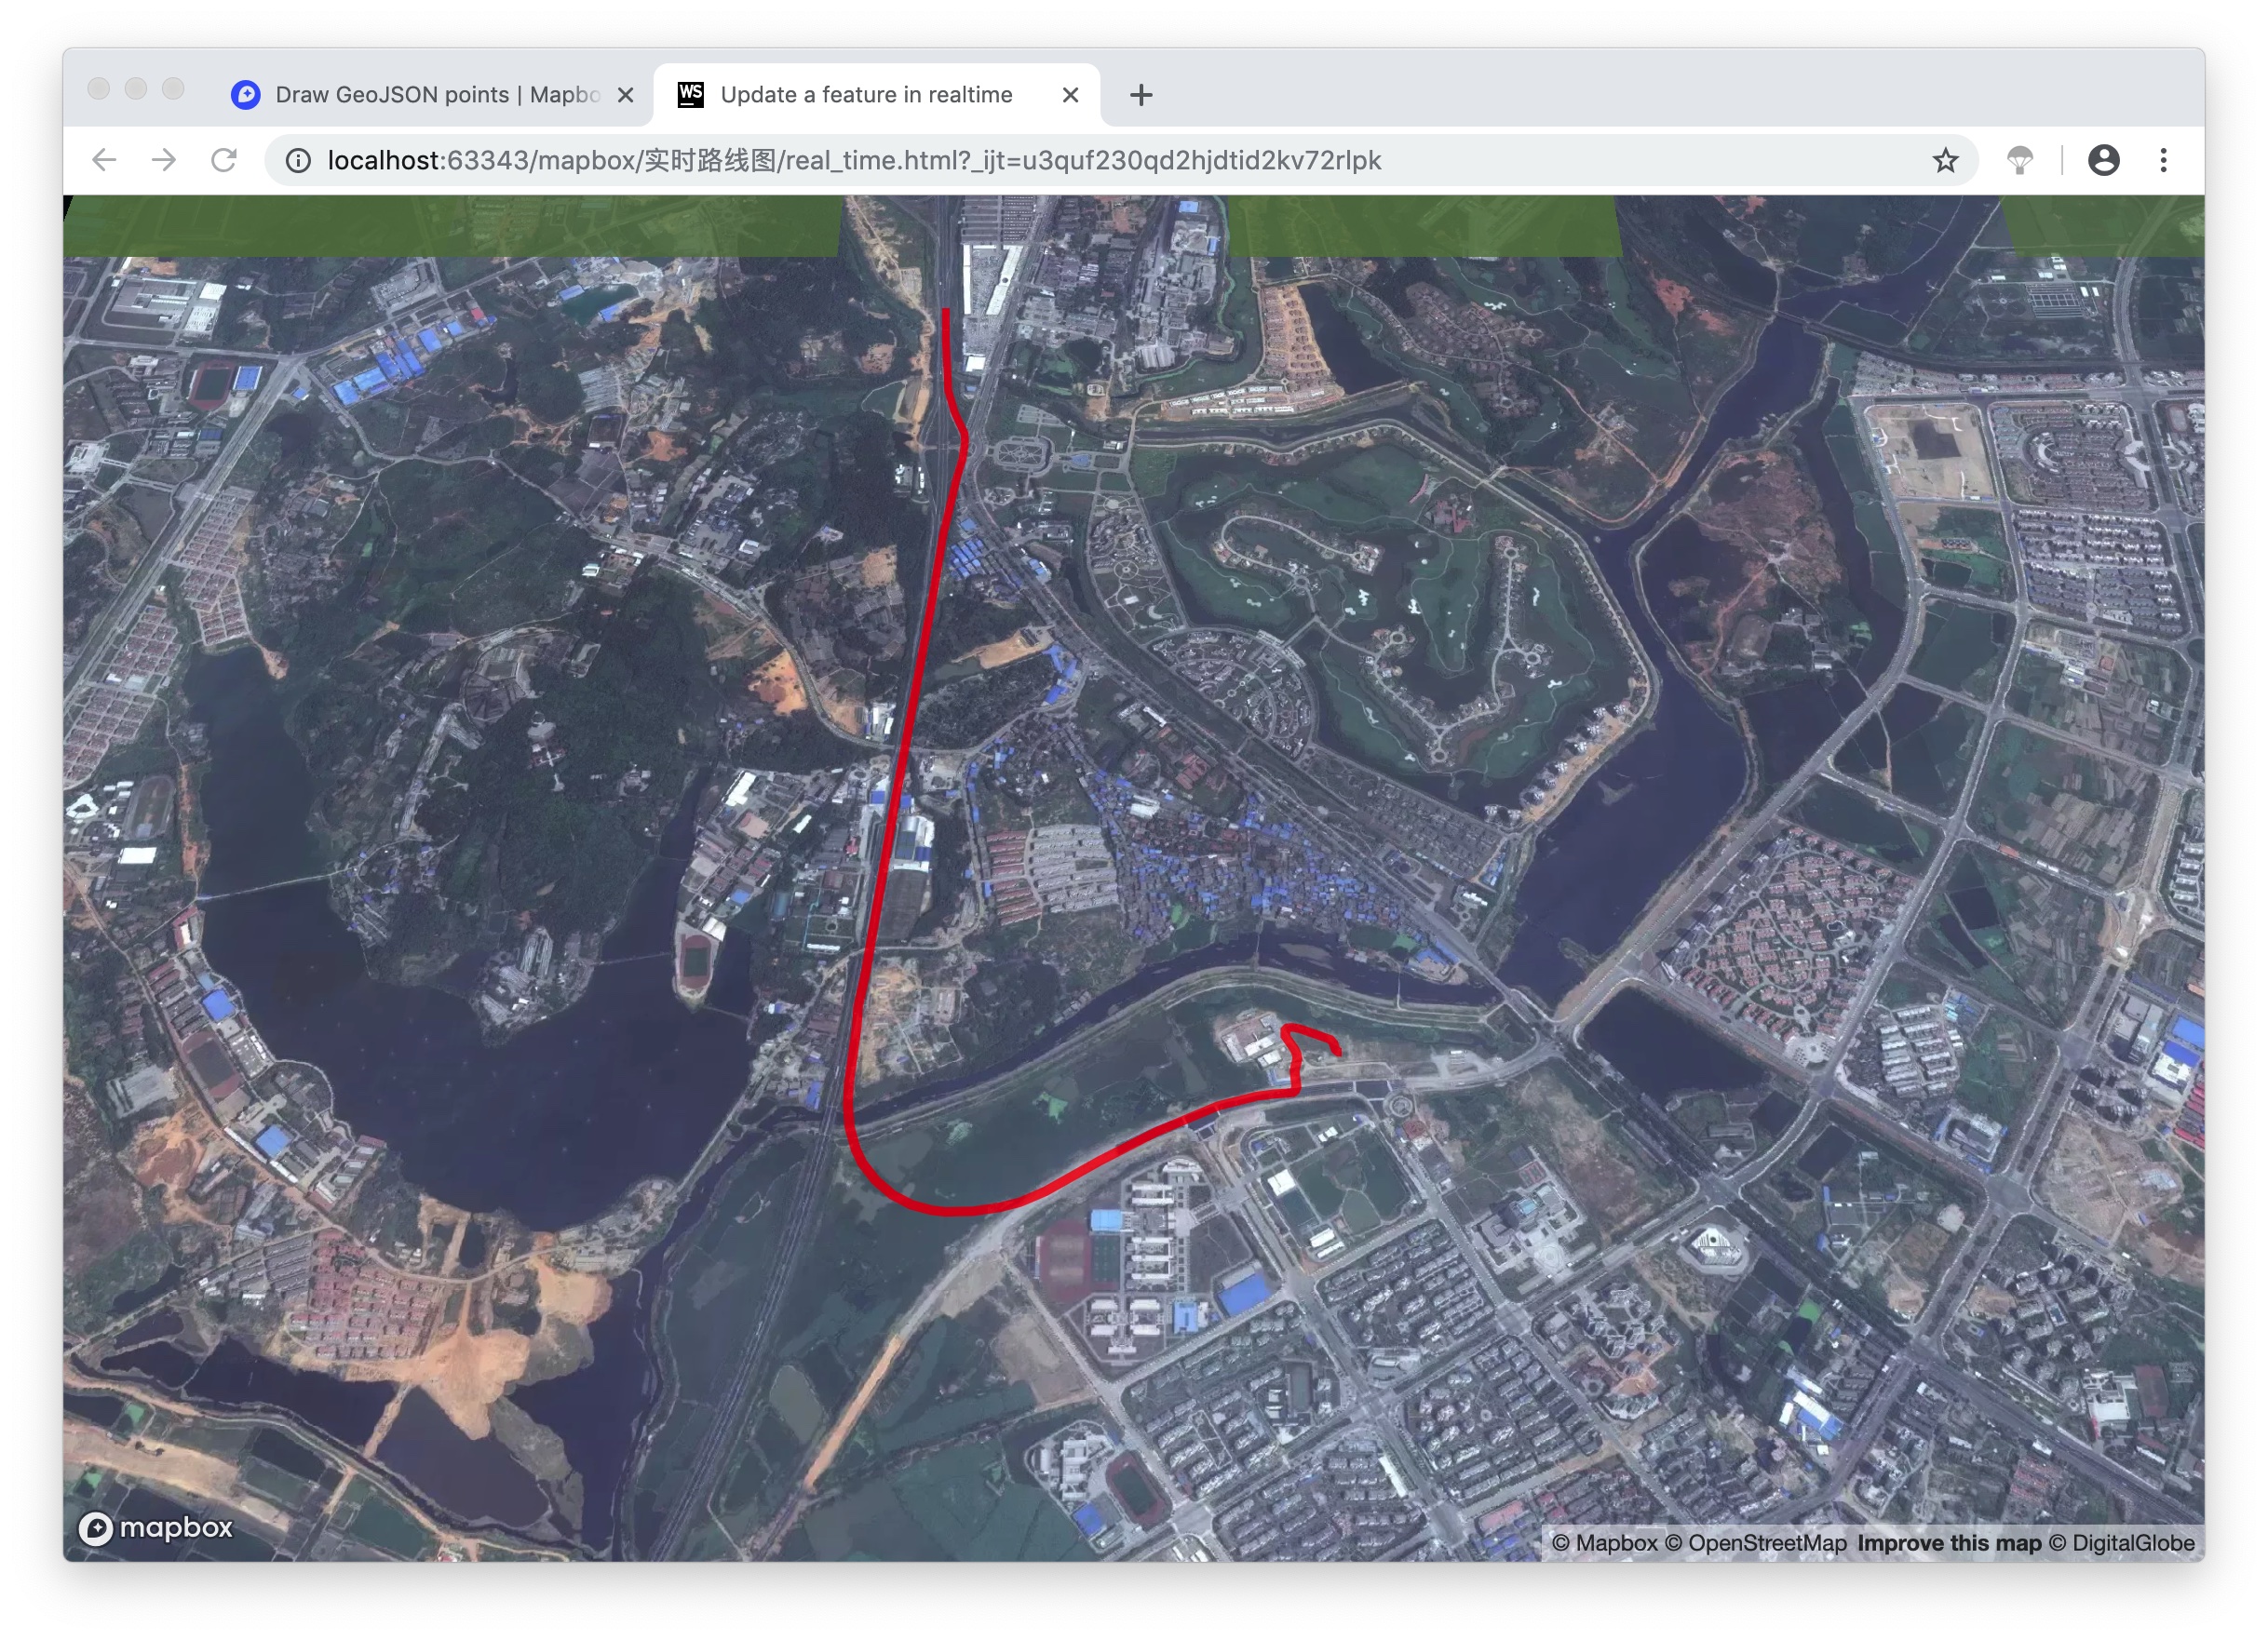 Draw GeoJSON points | Mapbo
WS Update a feature in realtime
localhost:63343/mapbox/实时路线图/real_time.html?_ijt=u3quf230qd2hjdtid2kv72rlpk
mapbox
© Mapbox © OpenStreetMap Improve this map © DigitalGlobe